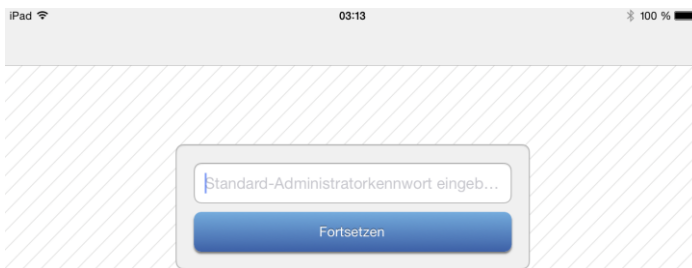 iPad 03:13 100 %
Standard-Administratorkennwort eingeb...
Fortsetzen